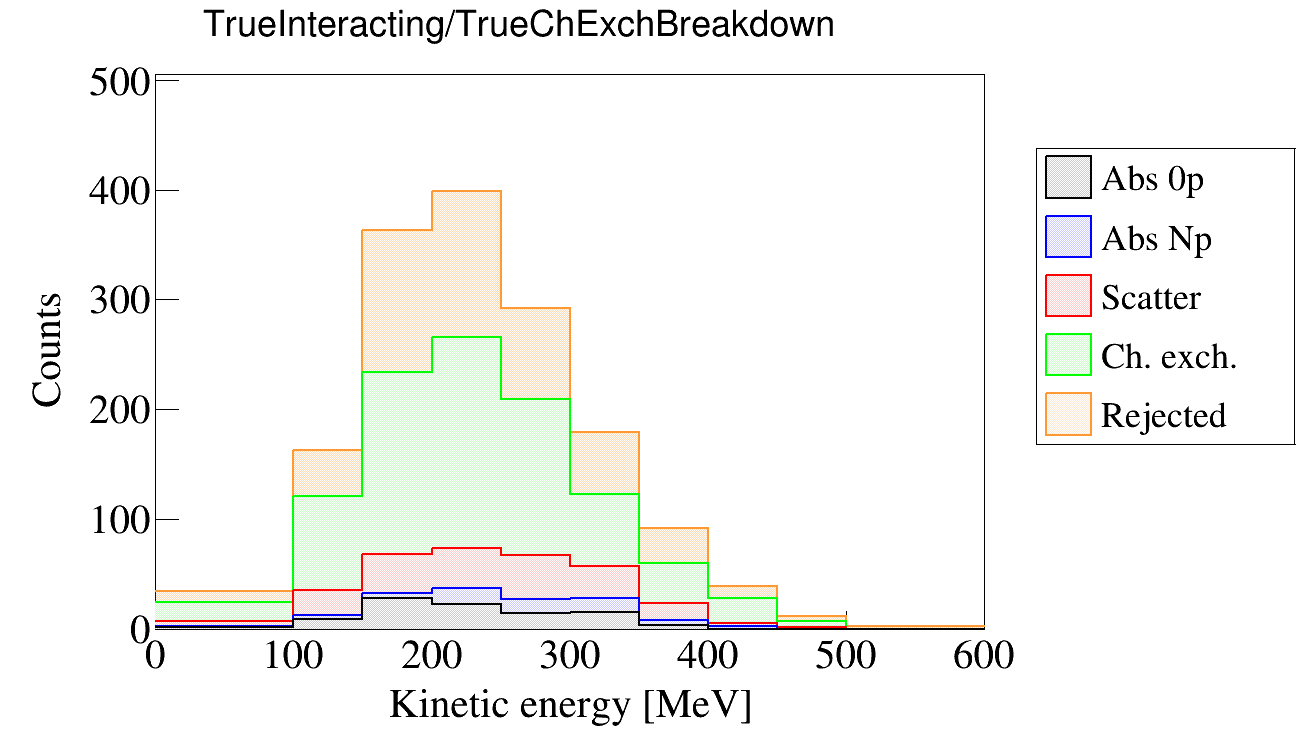 TrueInteracting/TrueChExchBreakdown
500
400
300
200
100
0
Counts
0 100 200 300 400 500 600
Kinetic energy [MeV]
Abs 0p
Abs Np
Scatter
Ch. exch.
Rejected